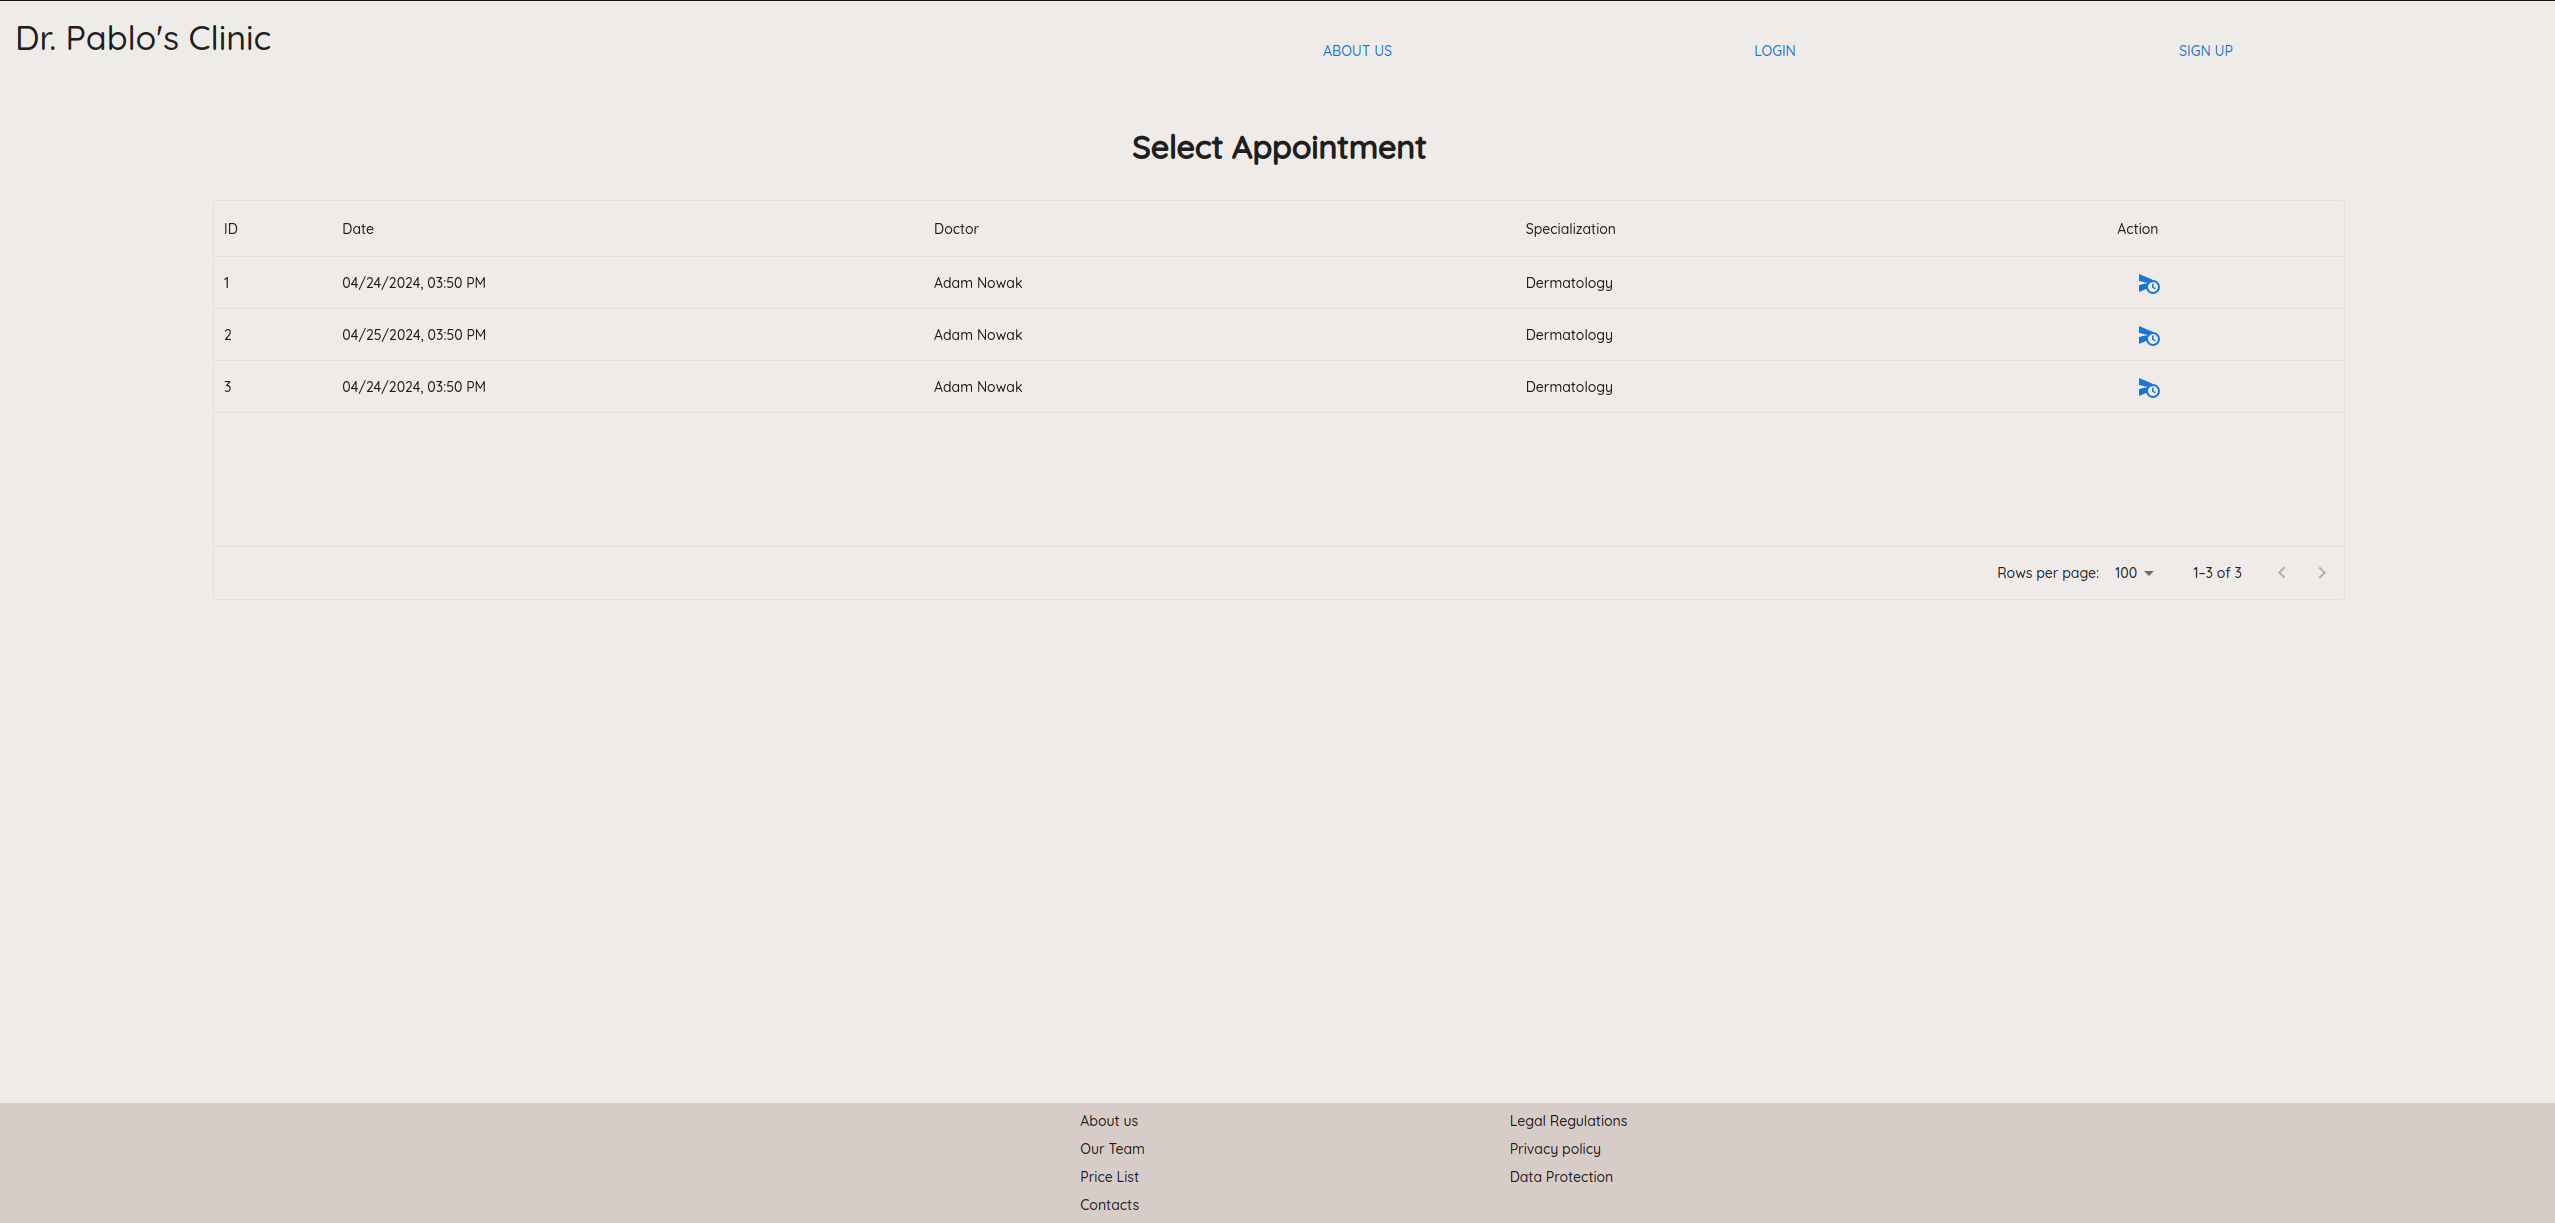 Dr. Pablo's Clinic
ABOUT US LOGIN SIGN UP
Select Appointment
ID Date Doctor Specialization Action
1 04/24/2024, 03:50 PM Adam Nowak Dermatology
2 04/25/2024, 03:50 PM Adam Nowak Dermatology
3 04/24/2024, 03:50 PM Adam Nowak Dermatology
Rows per page: 100 1–3 of 3
About us Legal Regulations
Our Team Privacy policy
Price List Data Protection
Contacts